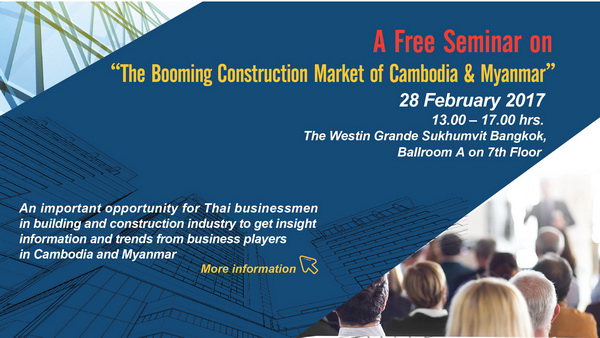 A Free Seminar on
“The Booming Construction Market of Cambodia & Myanmar”
28 February 2017
13.00 – 17.00 hrs.
The Westin Grande Sukhumvit Bangkok,
Ballroom A on 7th Floor
An important opportunity for Thai businessmen
in building and construction industry to get insight
information and trends from business players
in Cambodia and Myanmar
More information